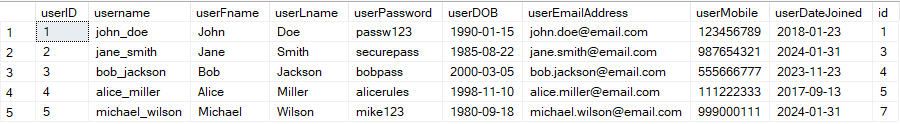 userID username userFname userLname userPassword userDOB userEmailAddress userMobile userDateJoined id
1 1 john_doe John Doe passw123 1990-01-15 john.doe@email.com 123456789 2018-01-23 1
2 2 jane_smith Jane Smith securepass 1985-08-22 jane.smith@email.com 987654321 2024-01-31 3
3 3 bob_jackson Bob Jackson bobpass 2000-03-05 bob.jackson@email.com 555666777 2023-11-23 4
4 4 alice_miller Alice Miller alicerules 1998-11-10 alice.miller@email.com 111222333 2017-09-13 5
5 5 michael_wilson Michael Wilson mike123 1980-09-18 michael.wilson@email.com 999000111 2024-01-31 7